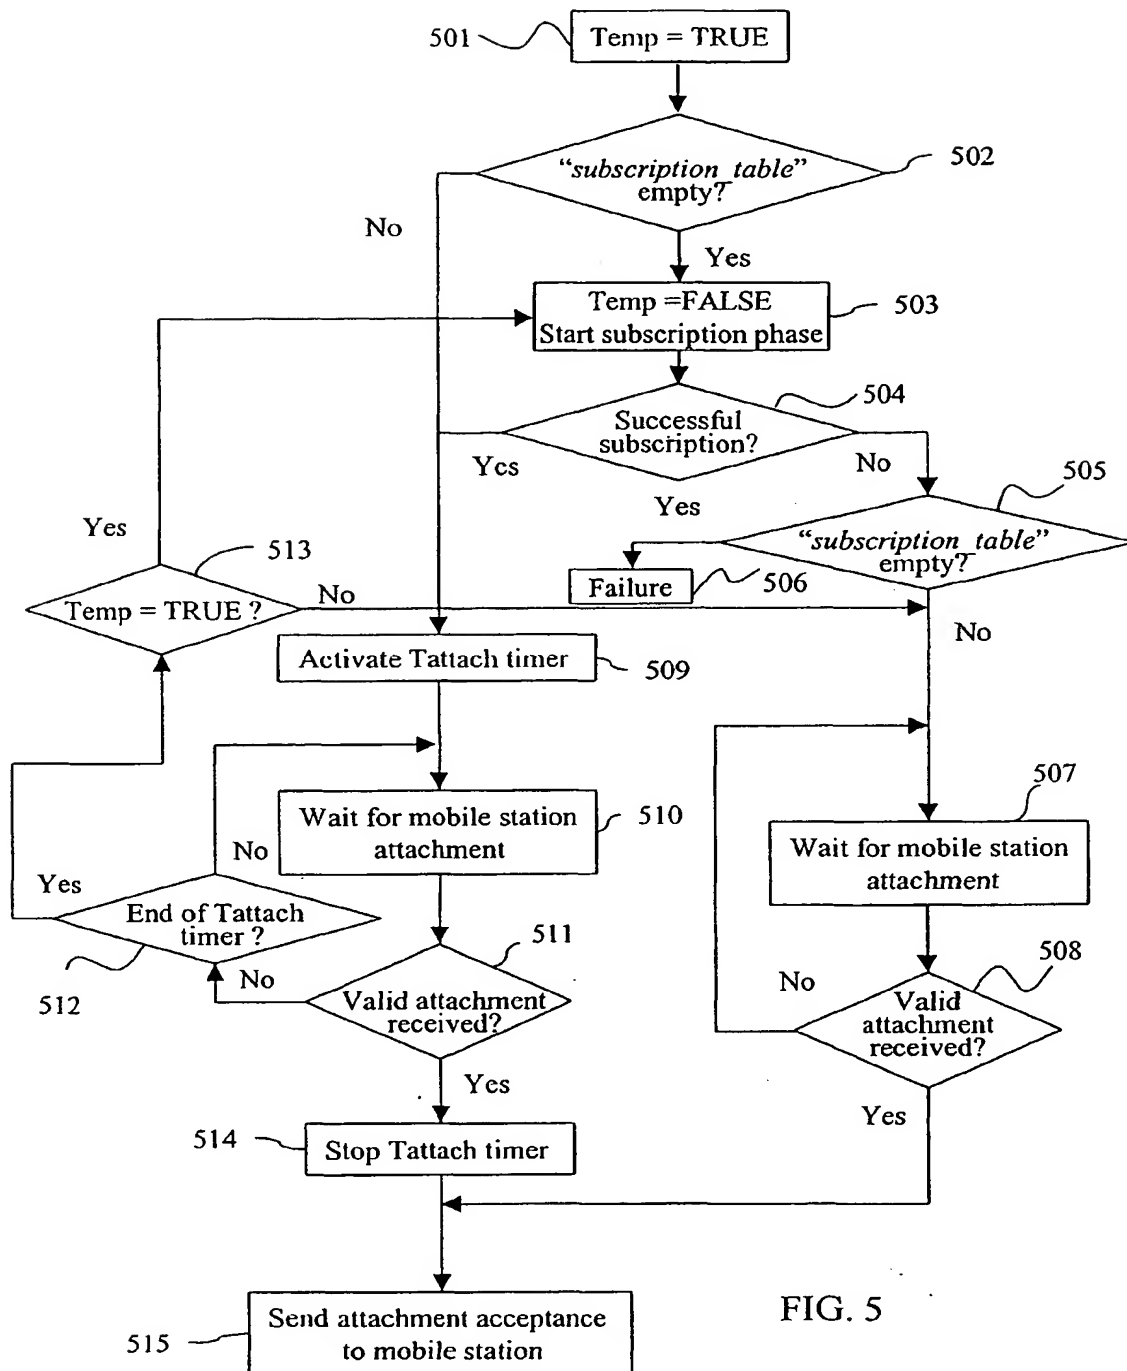 501
Temp = TRUE
"subscription_table"
empty?
502
No
Yes
Temp =FALSE
Start subscription phase
503
504
Successful
subscription?
Yes
No
505
Yes
"subscription_table"
empty?
Yes
513
Failure
506
Temp = TRUE ?
No
No
Activate Tattach timer
509
507
Wait for mobile station
attachment
510
No
Wait for mobile station
attachment
Yes
End of Tattach
timer ?
511
508
No
No
512
Valid attachment
received?
Valid
attachment
received?
Yes
Yes
514
Stop Tattach timer
FIG. 5
515
Send attachment acceptance
to mobile station